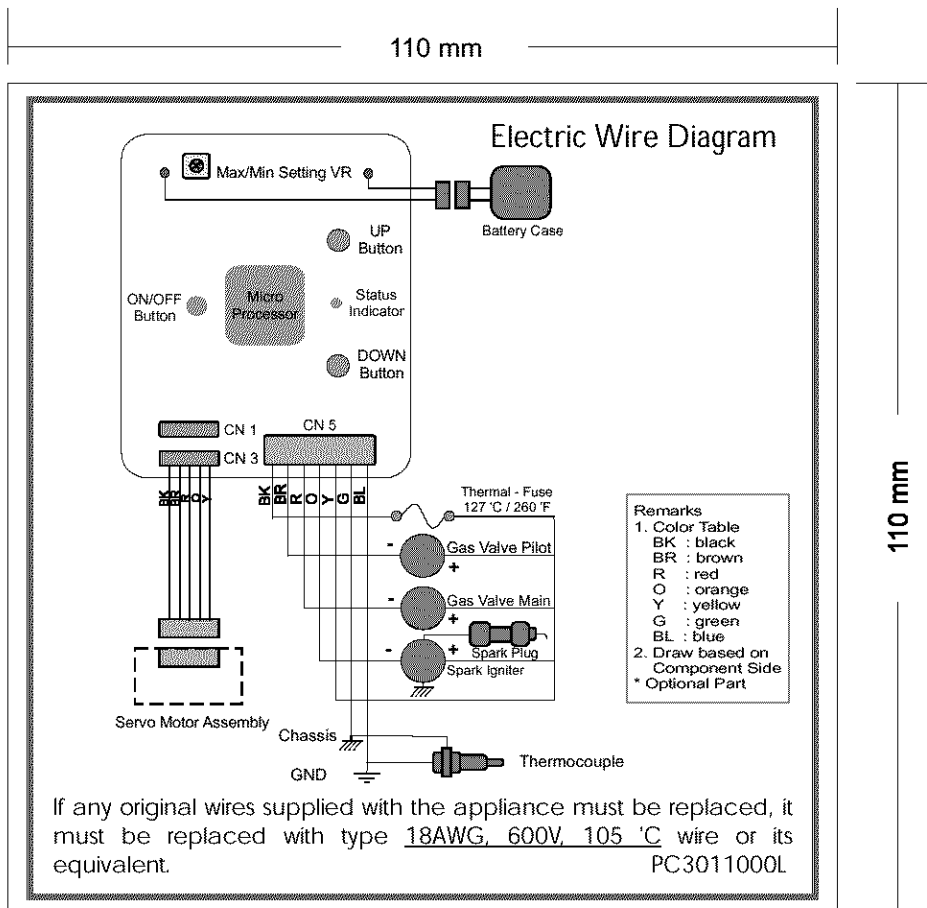 110 mm
110 mm
Electric Wire Diagram
Max/Min Setting VR
Battery Case
UP
Button
ON/OFF
Button
Micro
Processor
Status
Indicator
DOWN
Button
CN 1
CN 3
CN 5
BK
BR
R
O
Y
BK
BR
R
O
Y
G
BL
Thermal - Fuse
127 'C / 260 'F
-
Gas Valve Pilot
+
-
Gas Valve Main
+
-
+
Spark Plug
Spark Igniter
Servo Motor Assembly
Chassis
GND
Thermocouple
Remarks
1. Color Table
BK : black
BR : brown
R : red
O : orange
Y : yellow
G : green
BL : blue
2. Draw based on
Component Side
* Optional Part
If any original wires supplied with the appliance must be replaced, it
must be replaced with type 18AWG, 600V, 105 'C wire or its
equivalent. PC3011000L